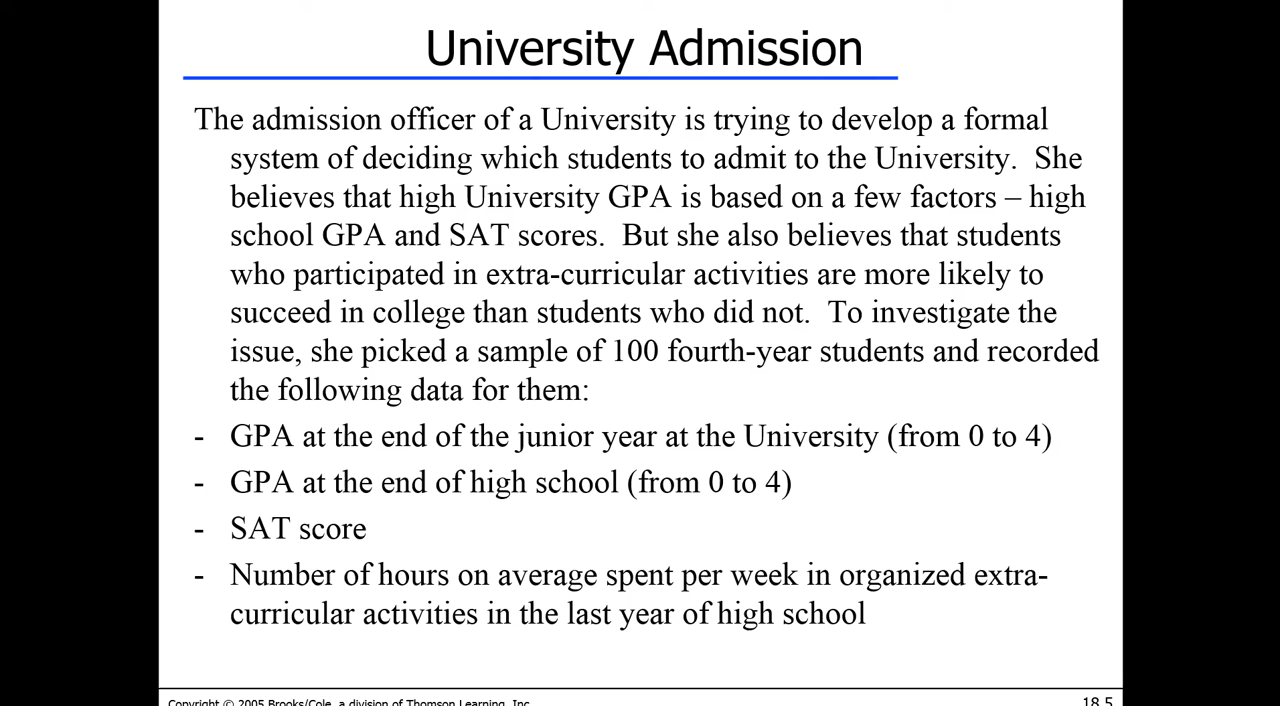 University Admission
The admission officer of a University is trying to develop a formal
system of deciding which students to admit to the University.  She
believes that high University GPA is based on a few factors – high
school GPA and SAT scores.  But she also believes that students
who participated in extra-curricular activities are more likely to
succeed in college than students who did not.  To investigate the
issue, she picked a sample of 100 fourth-year students and recorded
the following data for them:
- GPA at the end of the junior year at the University (from 0 to 4)
- GPA at the end of high school (from 0 to 4)
- SAT score
- Number of hours on average spent per week in organized extra-
curricular activities in the last year of high school
Copyright © 2005 Brooks/Cole, a division of Thomson Learning, Inc.
18.5